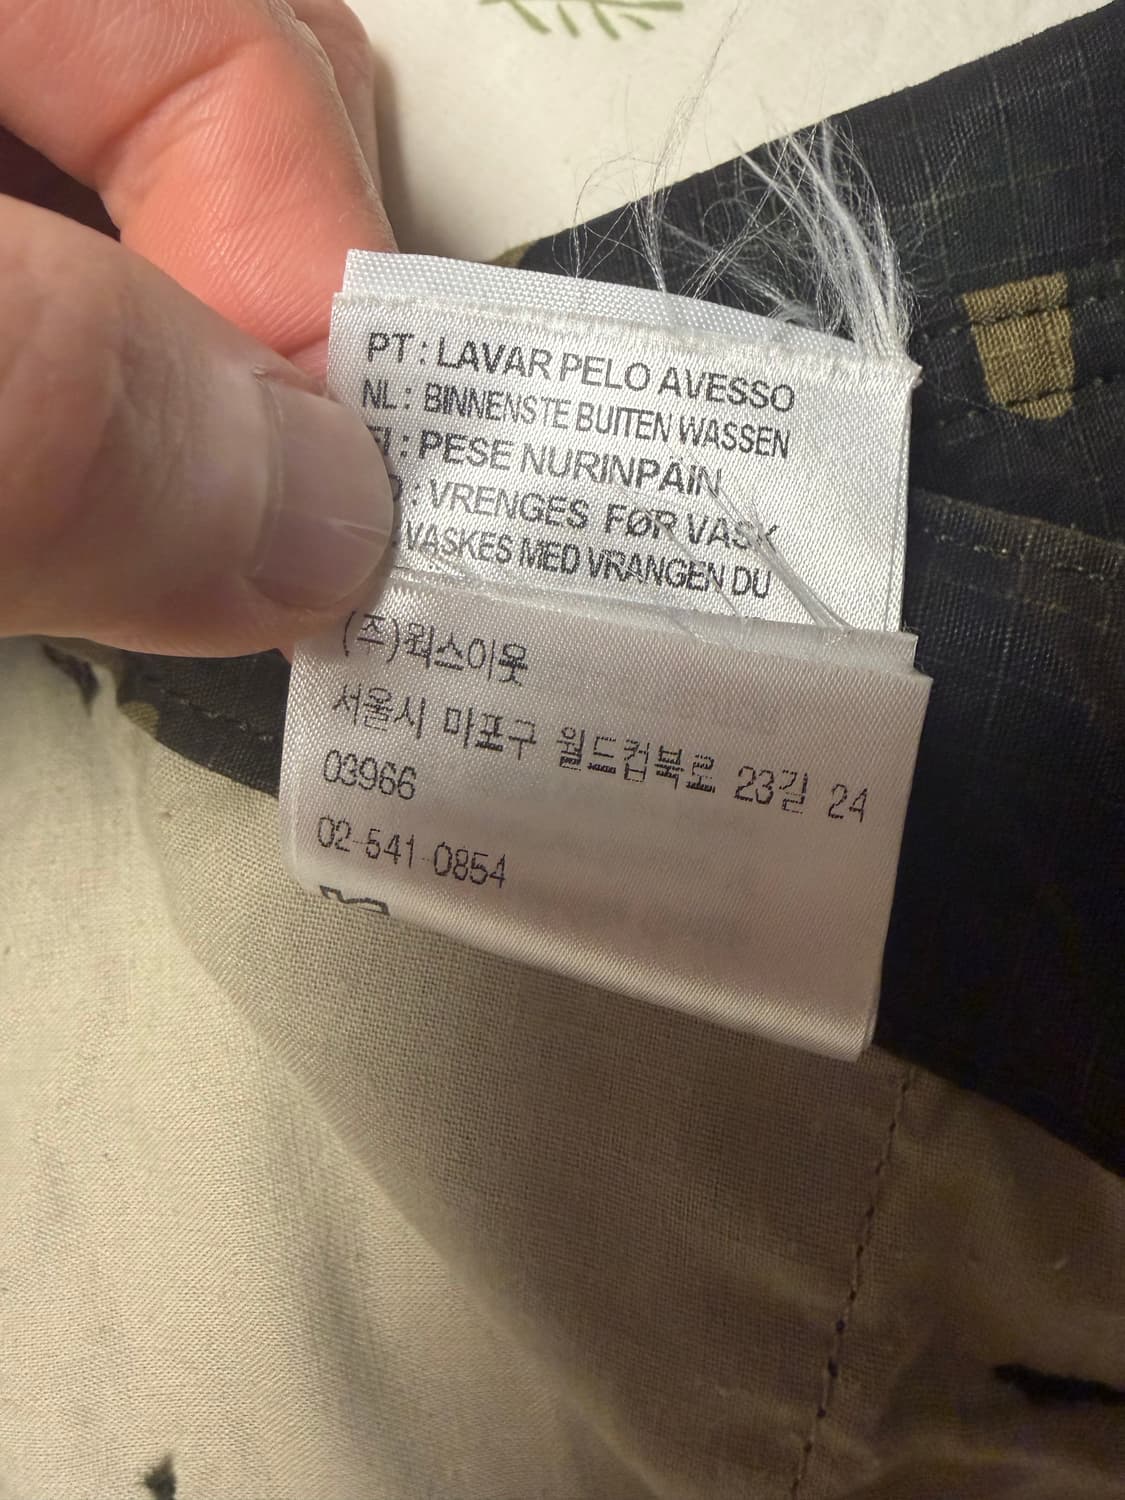 PT : LAVAR PELO AVESSO
NL : BINNENSTE BUITEN WASSEN
: PESE NURINPÄIN
: VRENGES FØR VASK
: VASKES MED VRANGEN DU
(주)웍스이웃
서울시 마포구 월드컵북로 23길 24
03966
02-541-0854